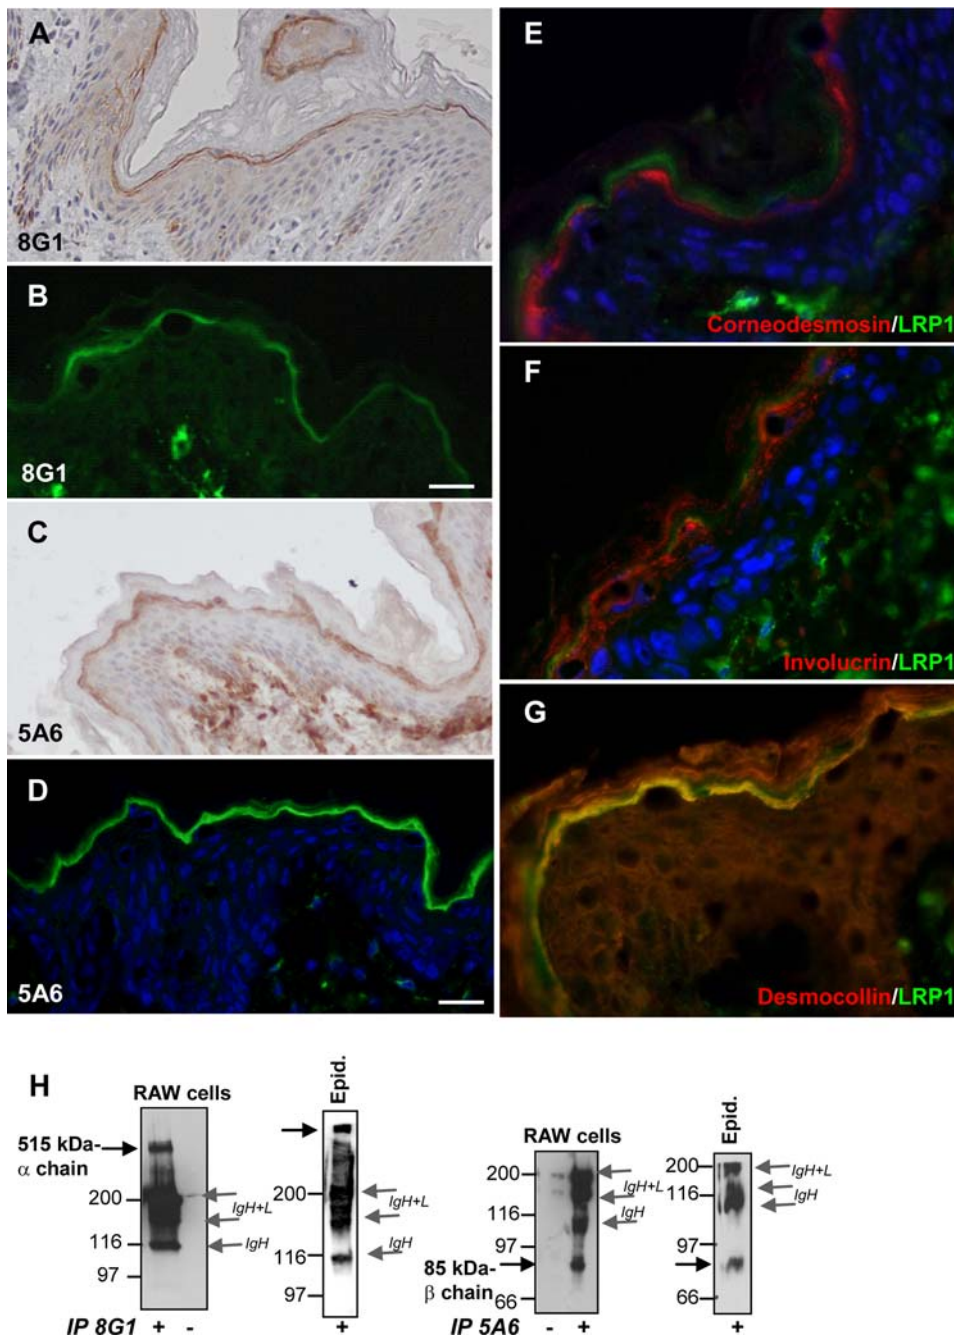 A
8G1
B
8G1
C
5A6
D
5A6
E
Corneodesmosin/LRP1
F
Involucrin/LRP1
G
Desmocollin/LRP1
H
RAW cells
515 kDa-
α chain
200
116
97
IgH+L
IgH
IP 8G1 + -
Epid.
200
116
97
IgH+L
IgH
+
RAW cells
200
116
97
85 kDa-
β chain
66
IgH+L
IgH
IP 5A6 - +
Epid.
200
116
97
66
IgH+L
IgH
+